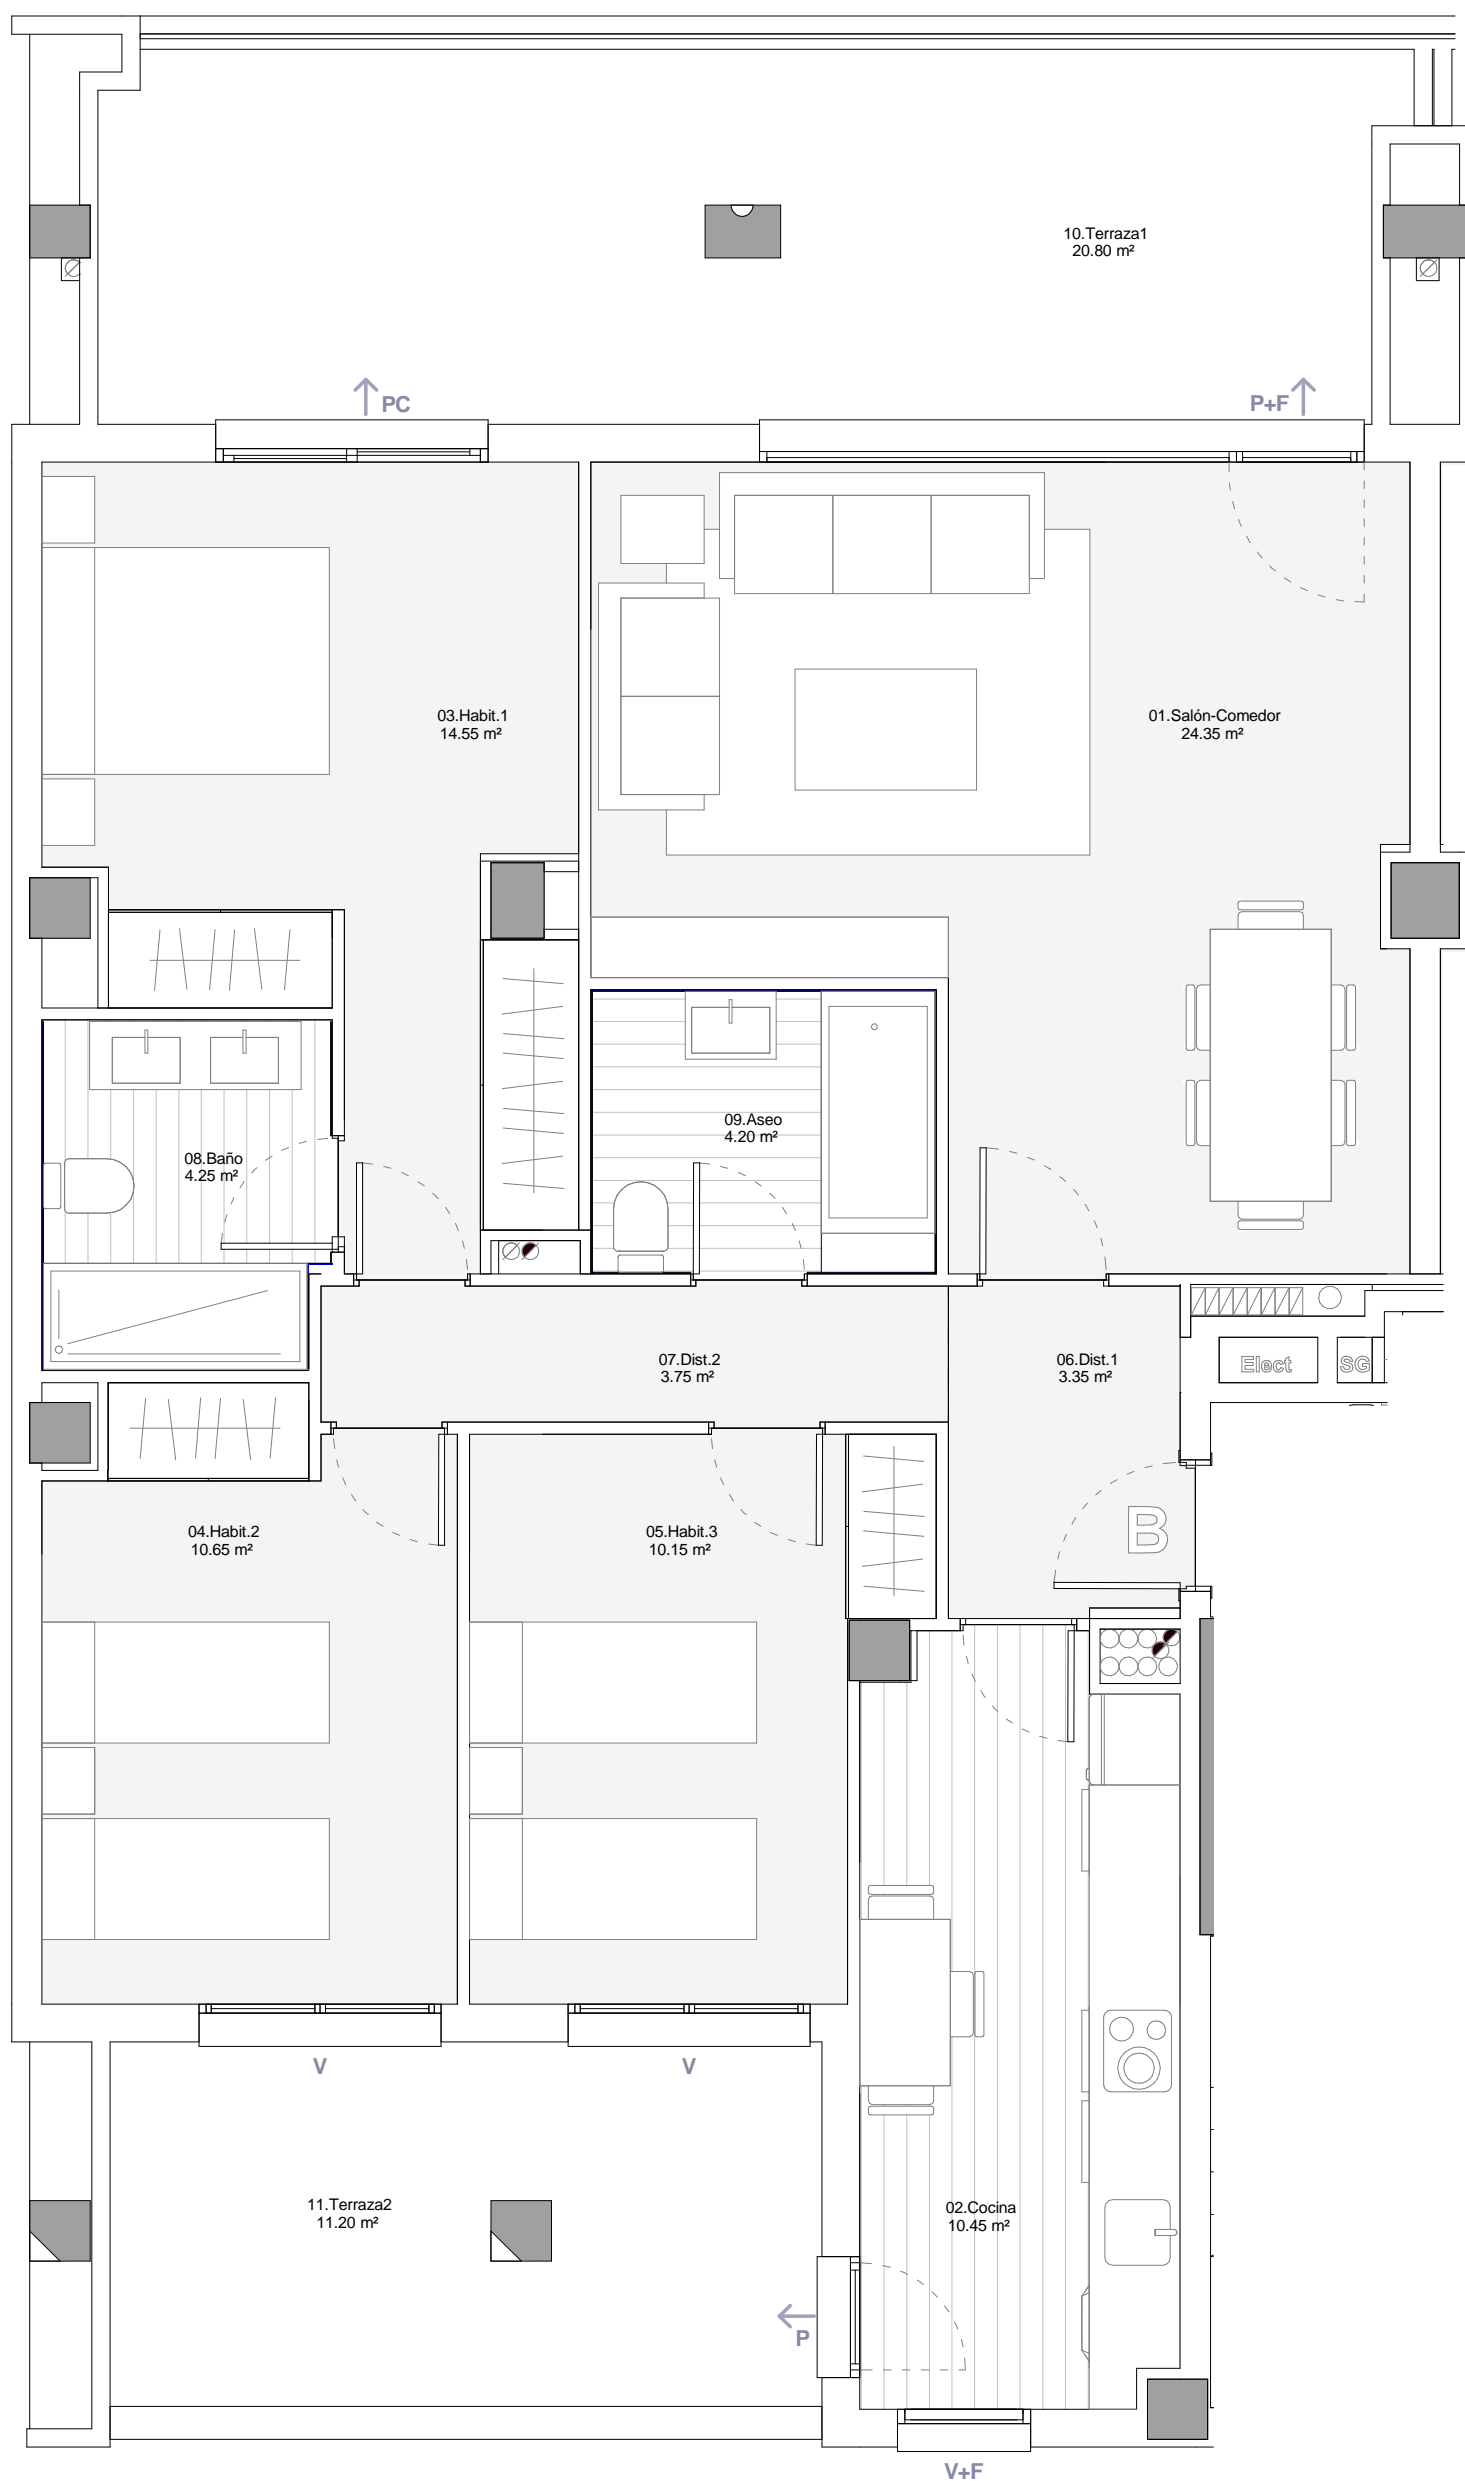 10.Terraza1
20.80 m²
PC
P+F
03.Habit.1
14.55 m²
01.Salón-Comedor
24.35 m²
09.Aseo
4.20 m²
08.Baño
4.25 m²
07.Dist.2
3.75 m²
06.Dist.1
3.35 m²
Elect
SG
B
04.Habit.2
10.65 m²
05.Habit.3
10.15 m²
V
V
11.Terraza2
11.20 m²
02.Cocina
10.45 m²
P
V+F